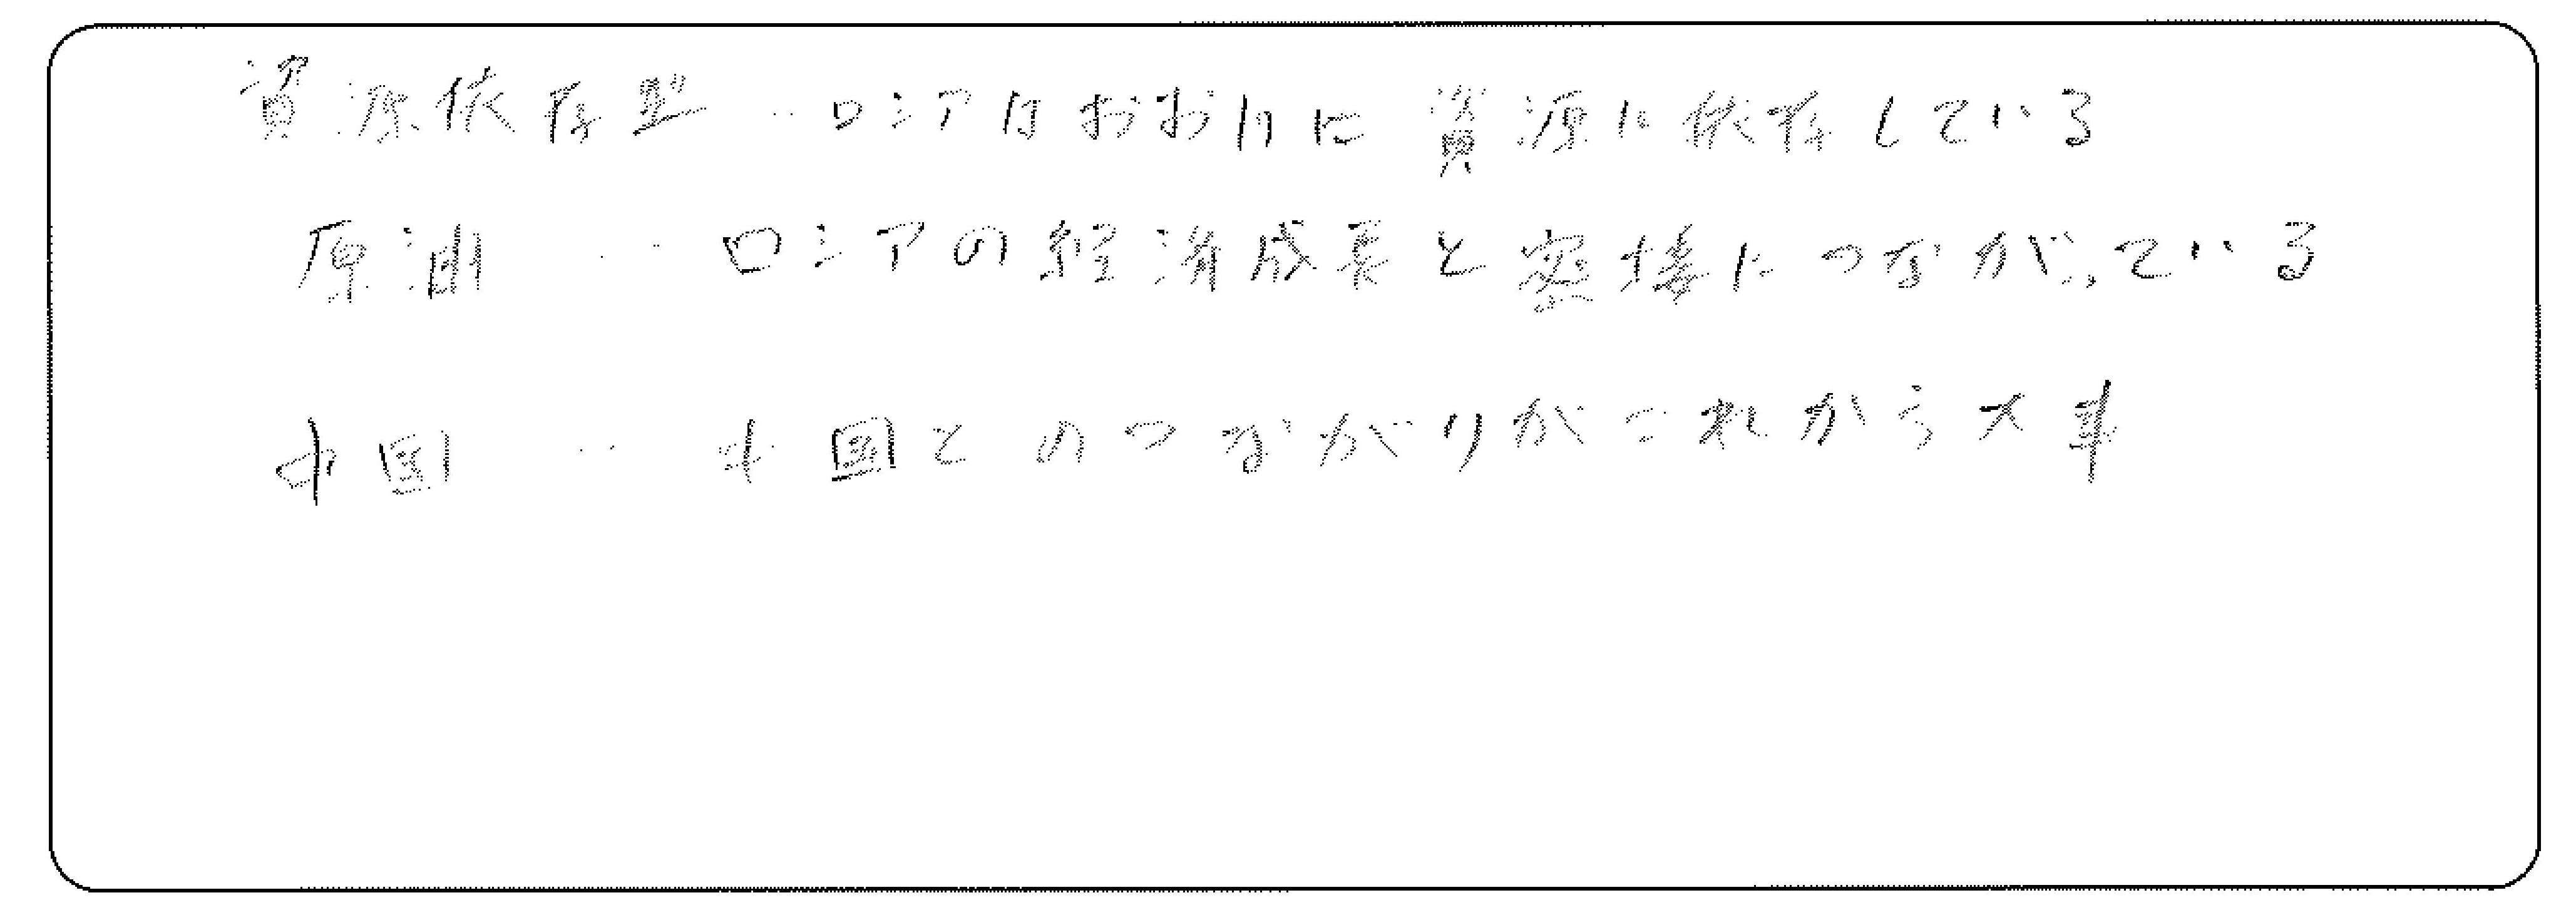 資源依存型‥ロシアはおおいに資源に依存している
原油‥ロシアの経済成長と密接につながっている
中国‥中国とのつながりがこれから大事